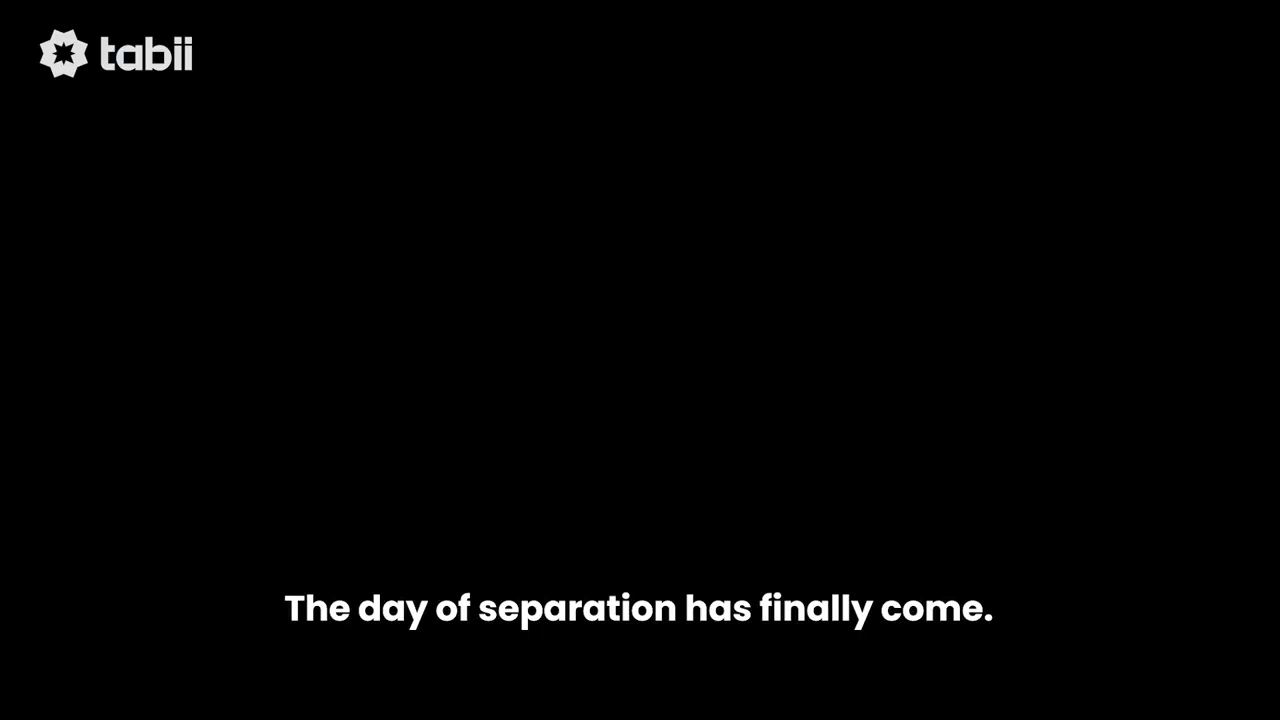 tabii
The day of separation has finally come.